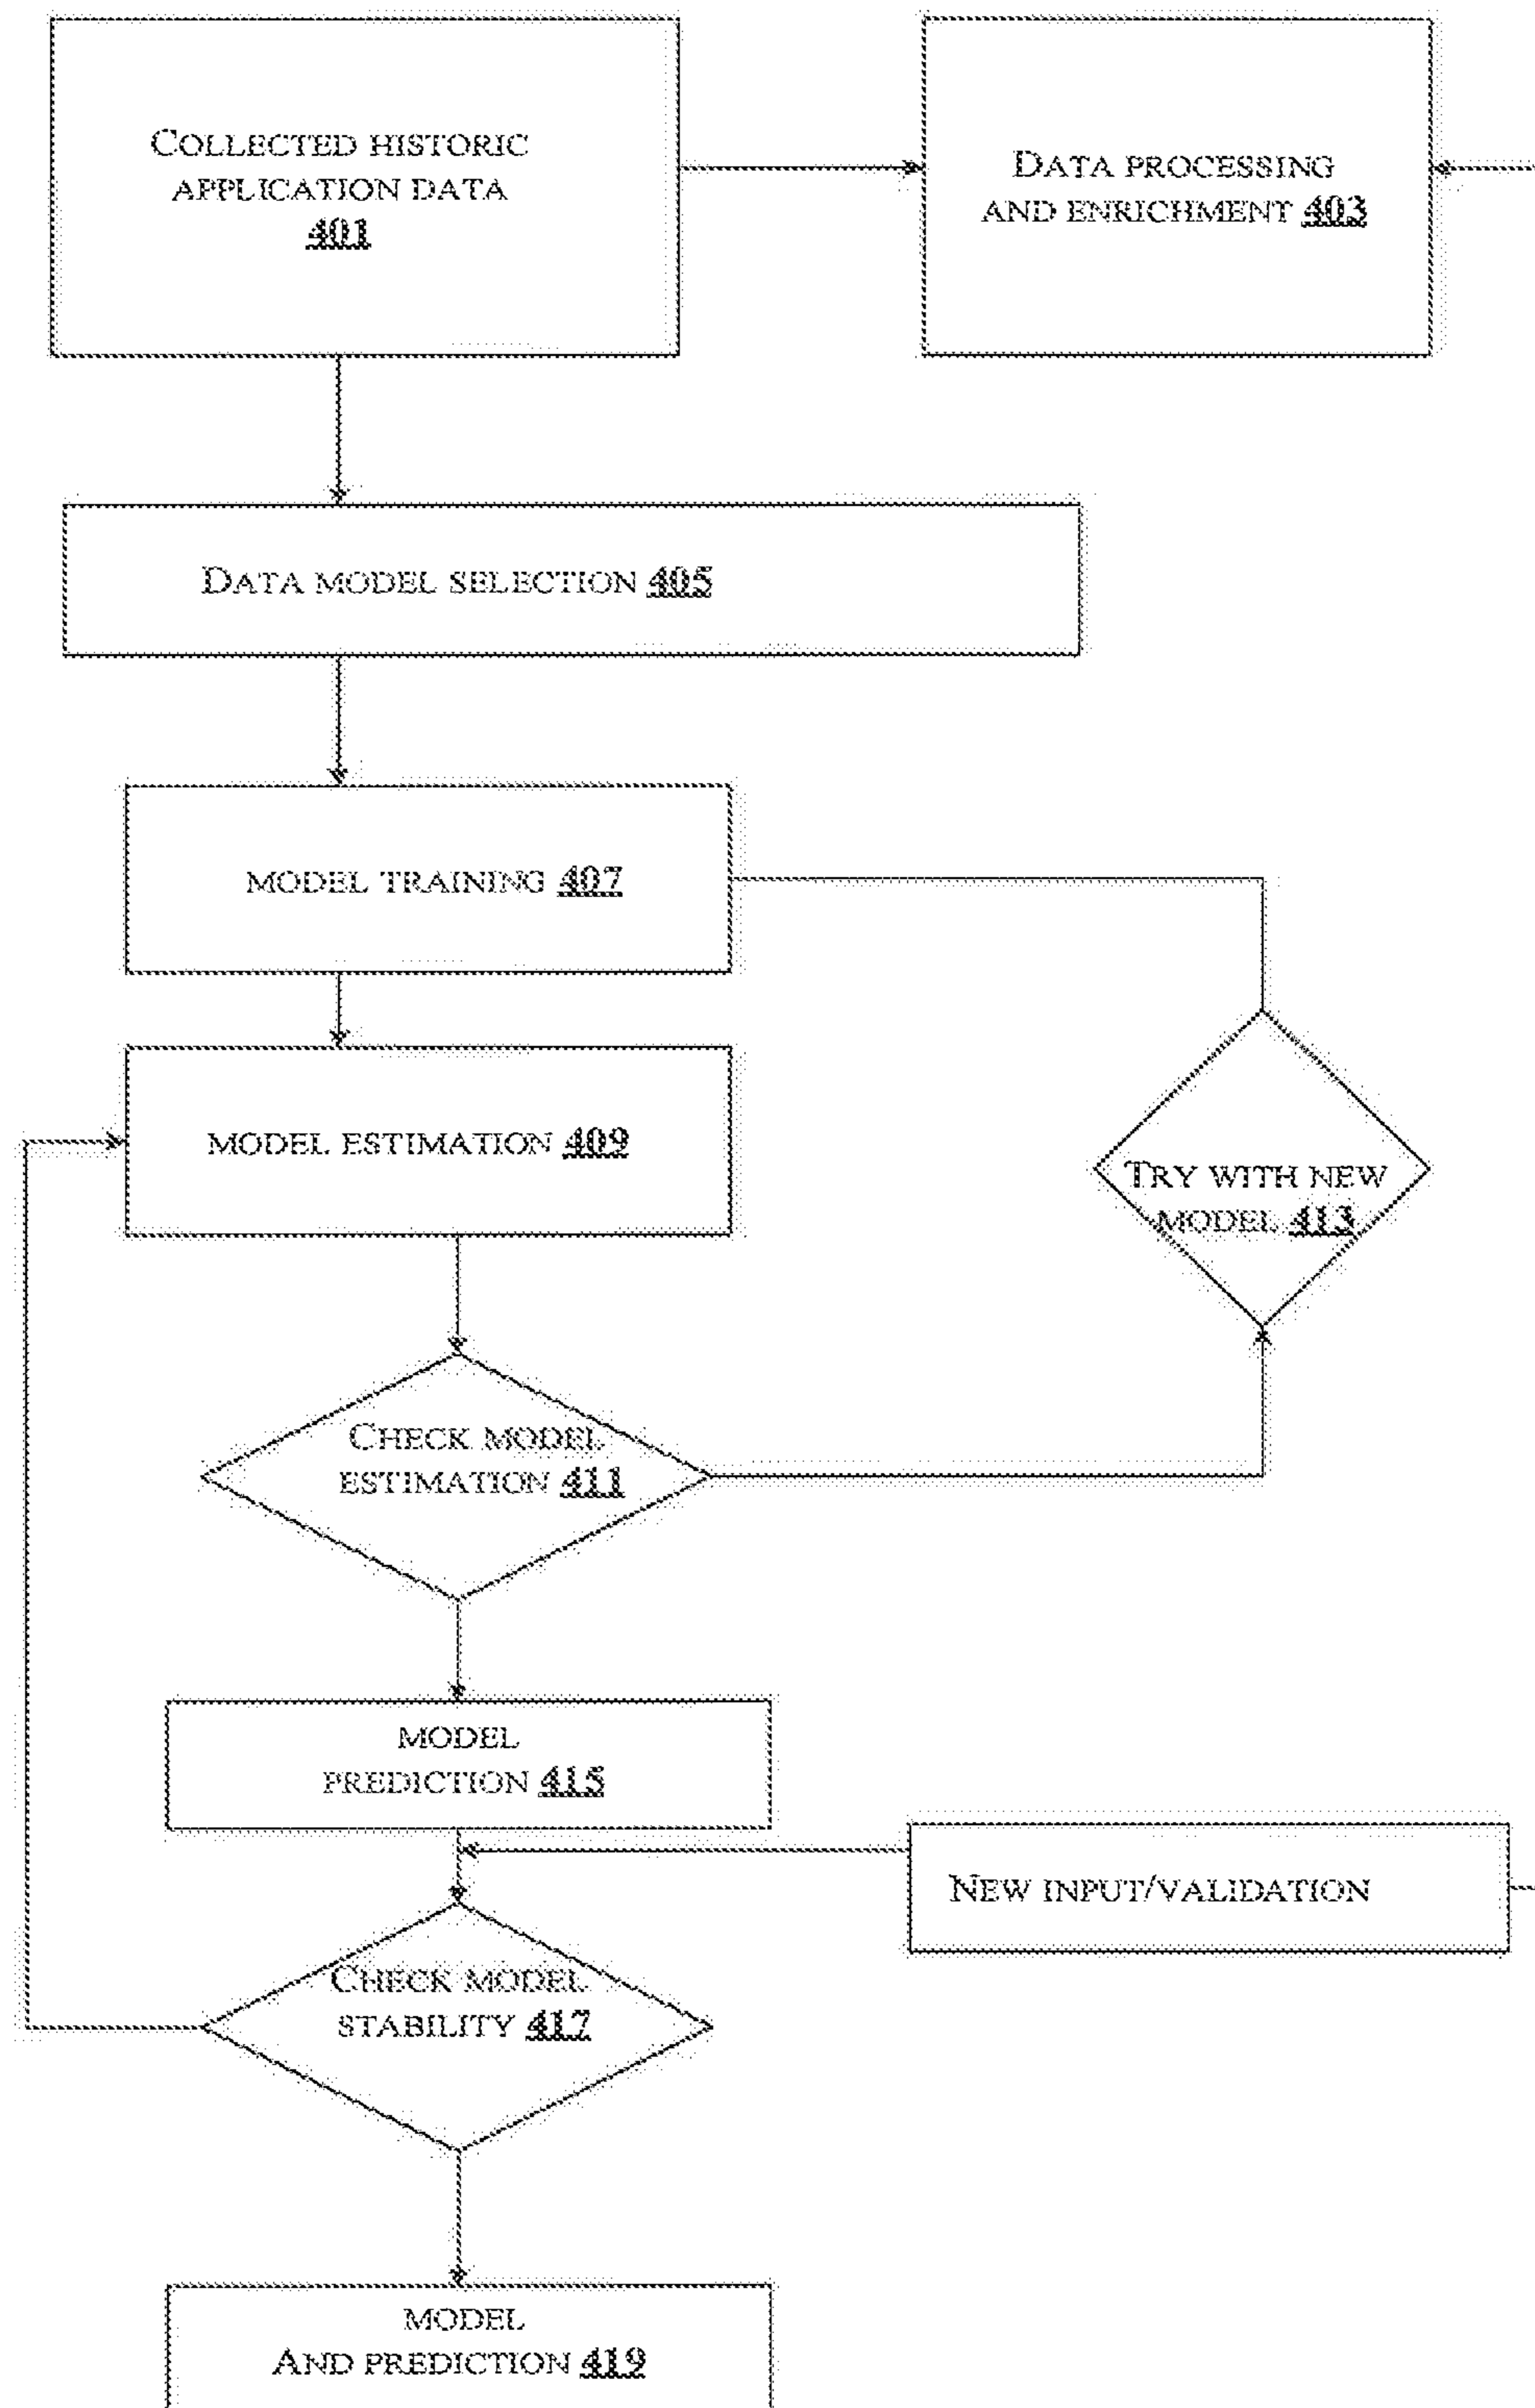 COLLECTED HISTORIC
APPLICATION DATA
401
DATA PROCESSING
AND ENRICHMENT 403
DATA MODEL SELECTION 405
MODEL TRAINING 407
MODEL ESTIMATION 409
TRY WITH NEW
MODEL 413
CHECK MODEL
ESTIMATION 411
MODEL
PREDICTION 415
NEW INPUT/VALIDATION
CHECK MODEL
STABILITY 417
MODEL
AND PREDICTION 419